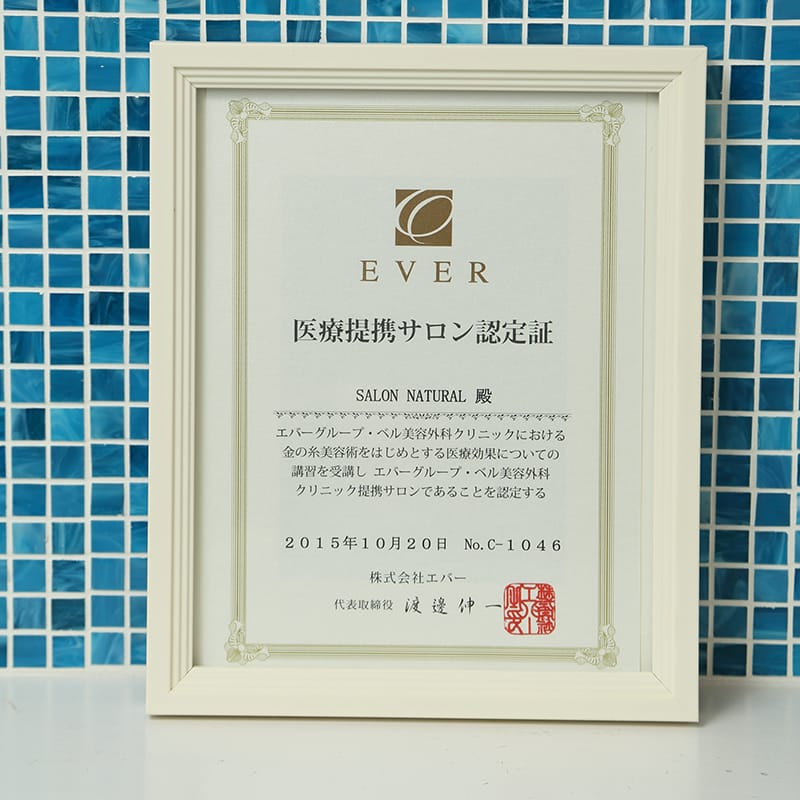 EVER
医療提携サロン認定証
SALON NATURAL 殿
エバーグループ・ベル美容外科クリニックにおける
金の糸美容術をはじめとする医療効果についての
講習を受講し エバーグループ・ベル美容外科
クリニック提携サロンであることを認定する
2015年10月20日 No.C-1046
株式会社エバー
代表取締役 渡邉伸一